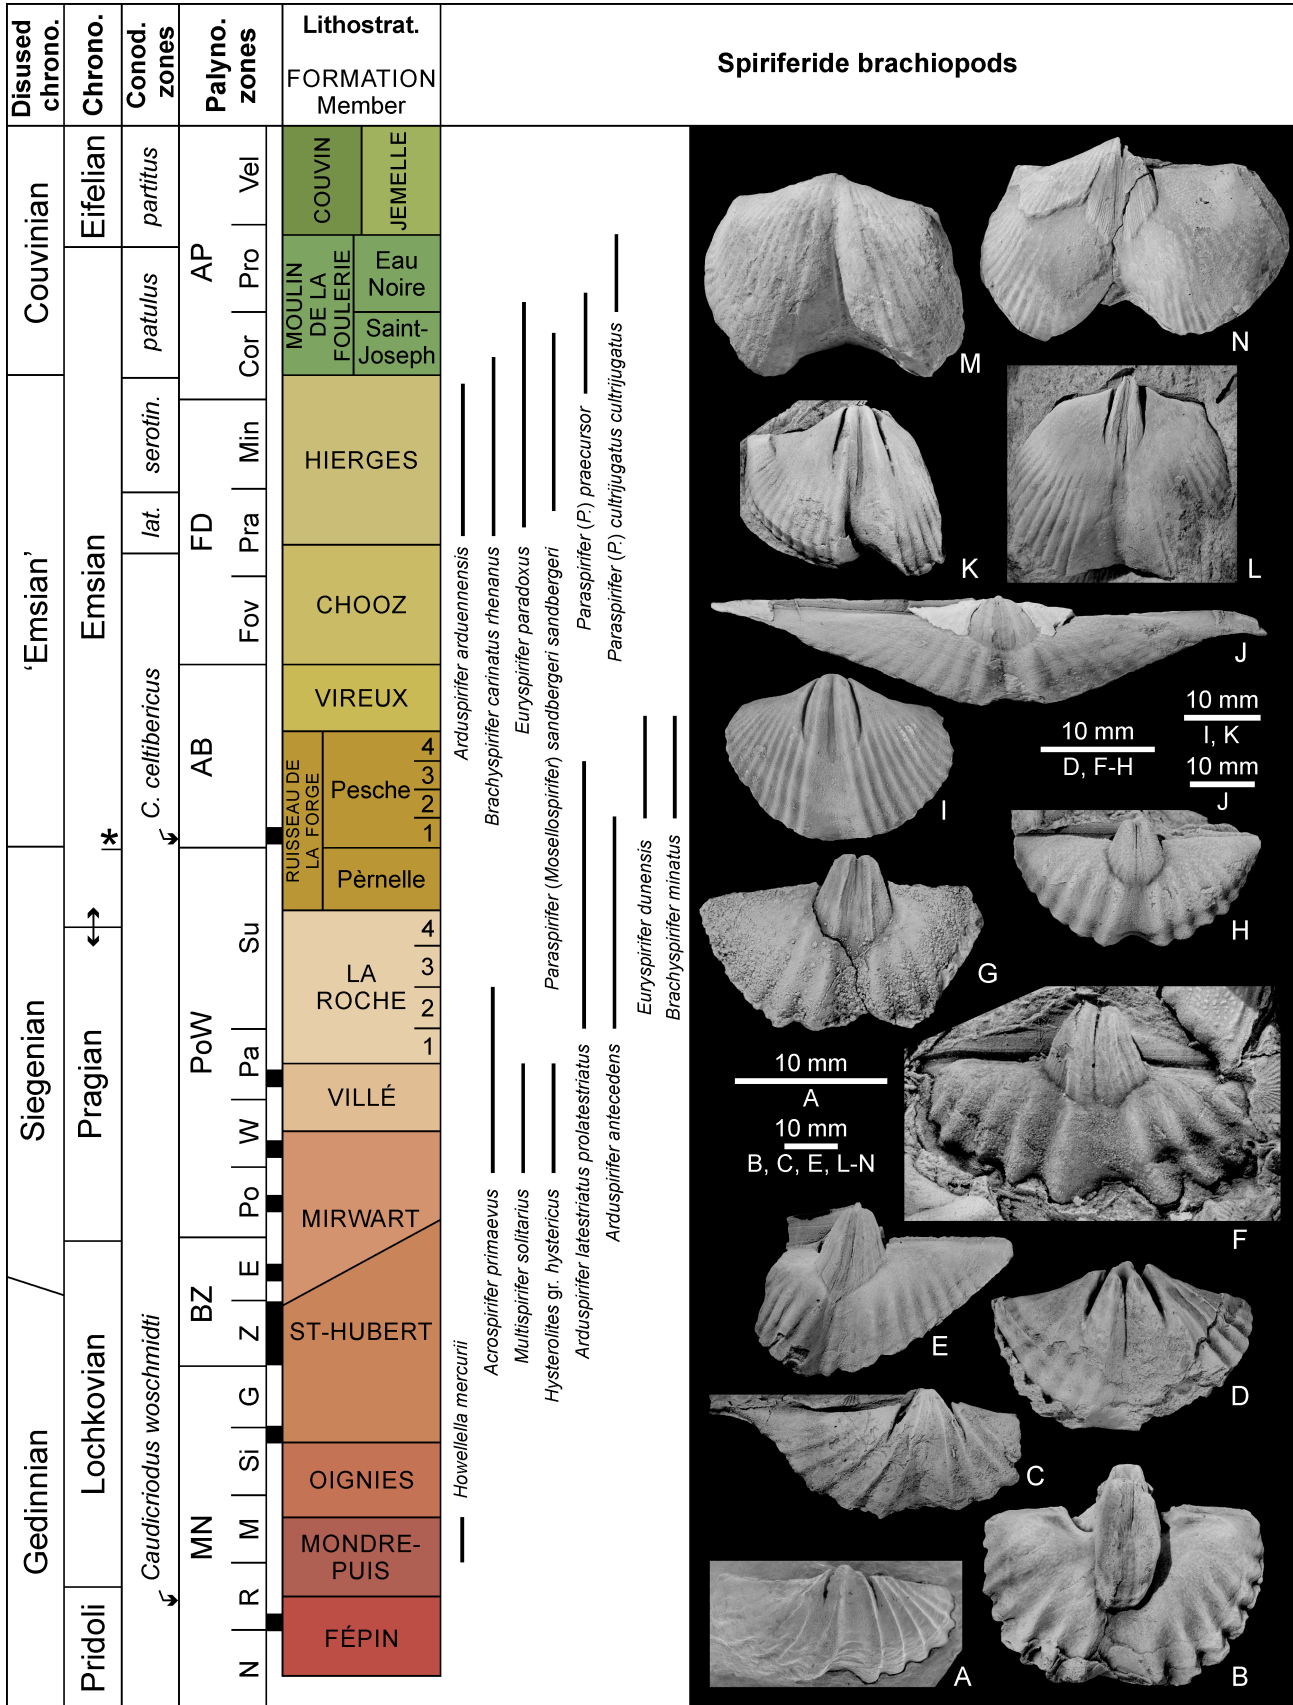 Disused chrono.
Chrono.
Conod. zones
Palyno. zones
Lithostrat.
FORMATION
Member
Spiriferide brachiopods
Couvinian
'Emsian'
Siegenian
Gedinnian
Eifelian
Emsian
*
Pragian
Lochkovian
Pridoli
partitus
patulus
serotin.
lat.
C. celtibericus
Caudicriodus woschmidti
AP
FD
AB
PoW
BZ
MN
Vel
Pro
Cor
Min
Pra
Fov
Su
Pa
W
Po
E
Z
G
Si
M
R
N
COUVIN
JEMELLE
MOULIN DE LA FOULERIE
Eau Noire
Saint-Joseph
HIERGES
CHOOZ
VIREUX
RUISSEAU DE LA FORGE
Pesche
4
3
2
1
Pèrnelle
LA ROCHE
4
3
2
1
VILLÉ
MIRWART
ST-HUBERT
OIGNIES
MONDRE-PUIS
FÉPIN
Arduspirifer arduennensis
Brachyspirifer carinatus rhenanus
Euryspirifer paradoxus
Paraspirifer (Mosellospirifer) sandbergeri sandbergeri
Paraspirifer (P.) praecursor
Paraspirifer (P.) cultrijugatus cultrijugatus
Howellella mercurii
Acrospirifer primaevus
Multispirifer solitarius
Hysterolites gr. hystericus
Arduspirifer latestriatus prolatestriatus
Arduspirifer antecedens
Euryspirifer dunensis
Brachyspirifer minatus
M
N
K
L
J
10 mm
I, K
10 mm
D, F-H
10 mm
J
I
H
G
10 mm
A
10 mm
B, C, E, L-N
F
E
D
C
A
B